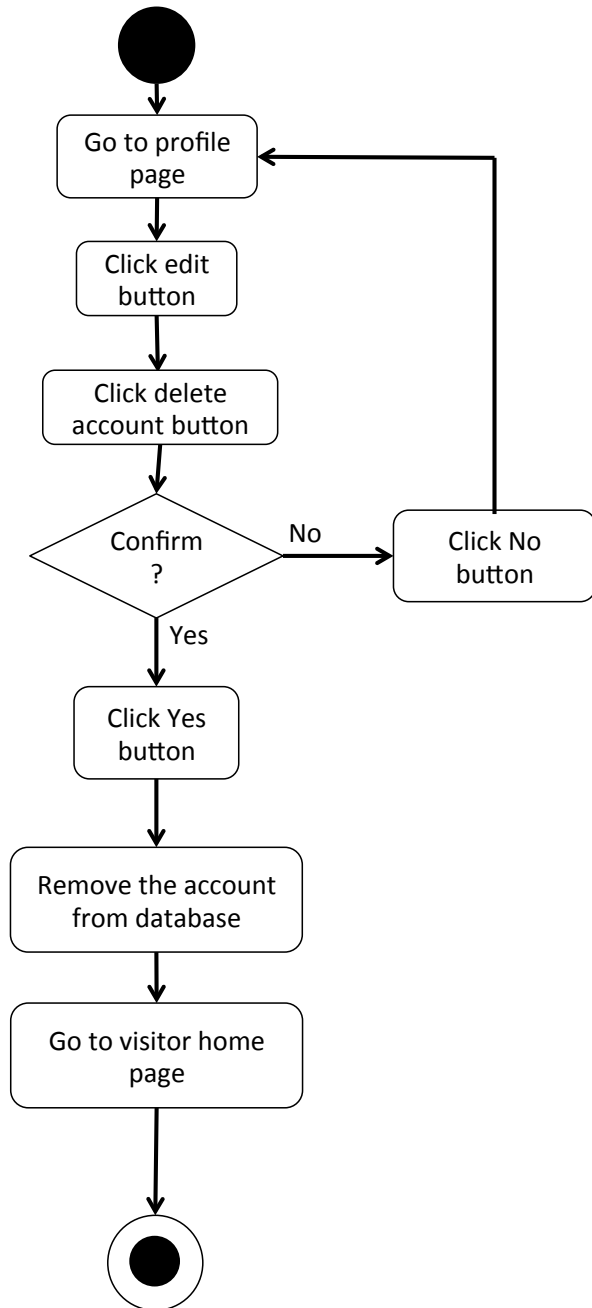 Go to profile
page
Click edit
button
Click delete
account button
Confirm
?
No
Click No
button
Yes
Click Yes
button
Remove the account
from database
Go to visitor home
page